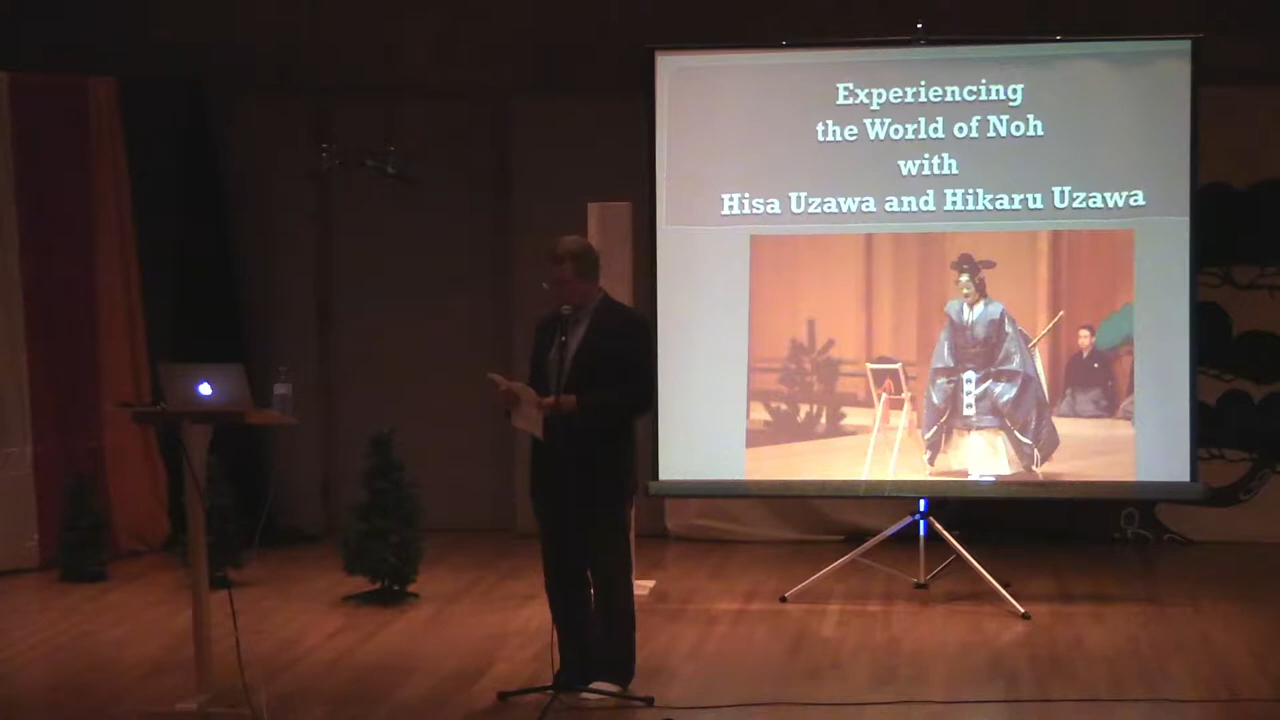 Experiencing
the World of Noh
with
Hisa Uzawa and Hikaru Uzawa